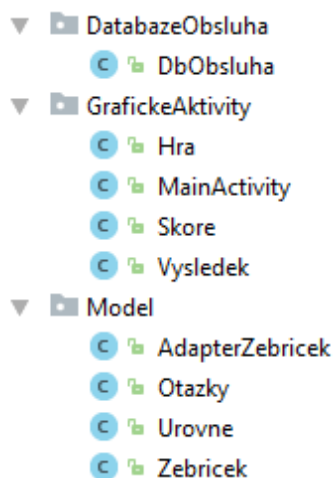 DatabazeObsluha
DbObsluha
GrafickeAktivity
Hra
MainActivity
Skore
Vysledek
Model
AdapterZebricek
Otazky
Urovne
Zebricek